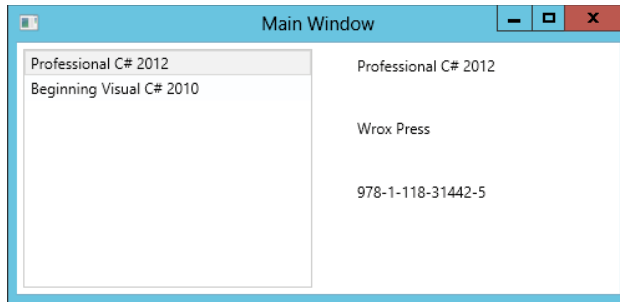 Main Window
Professional C# 2012
Beginning Visual C# 2010
Professional C# 2012
Wrox Press
978-1-118-31442-5